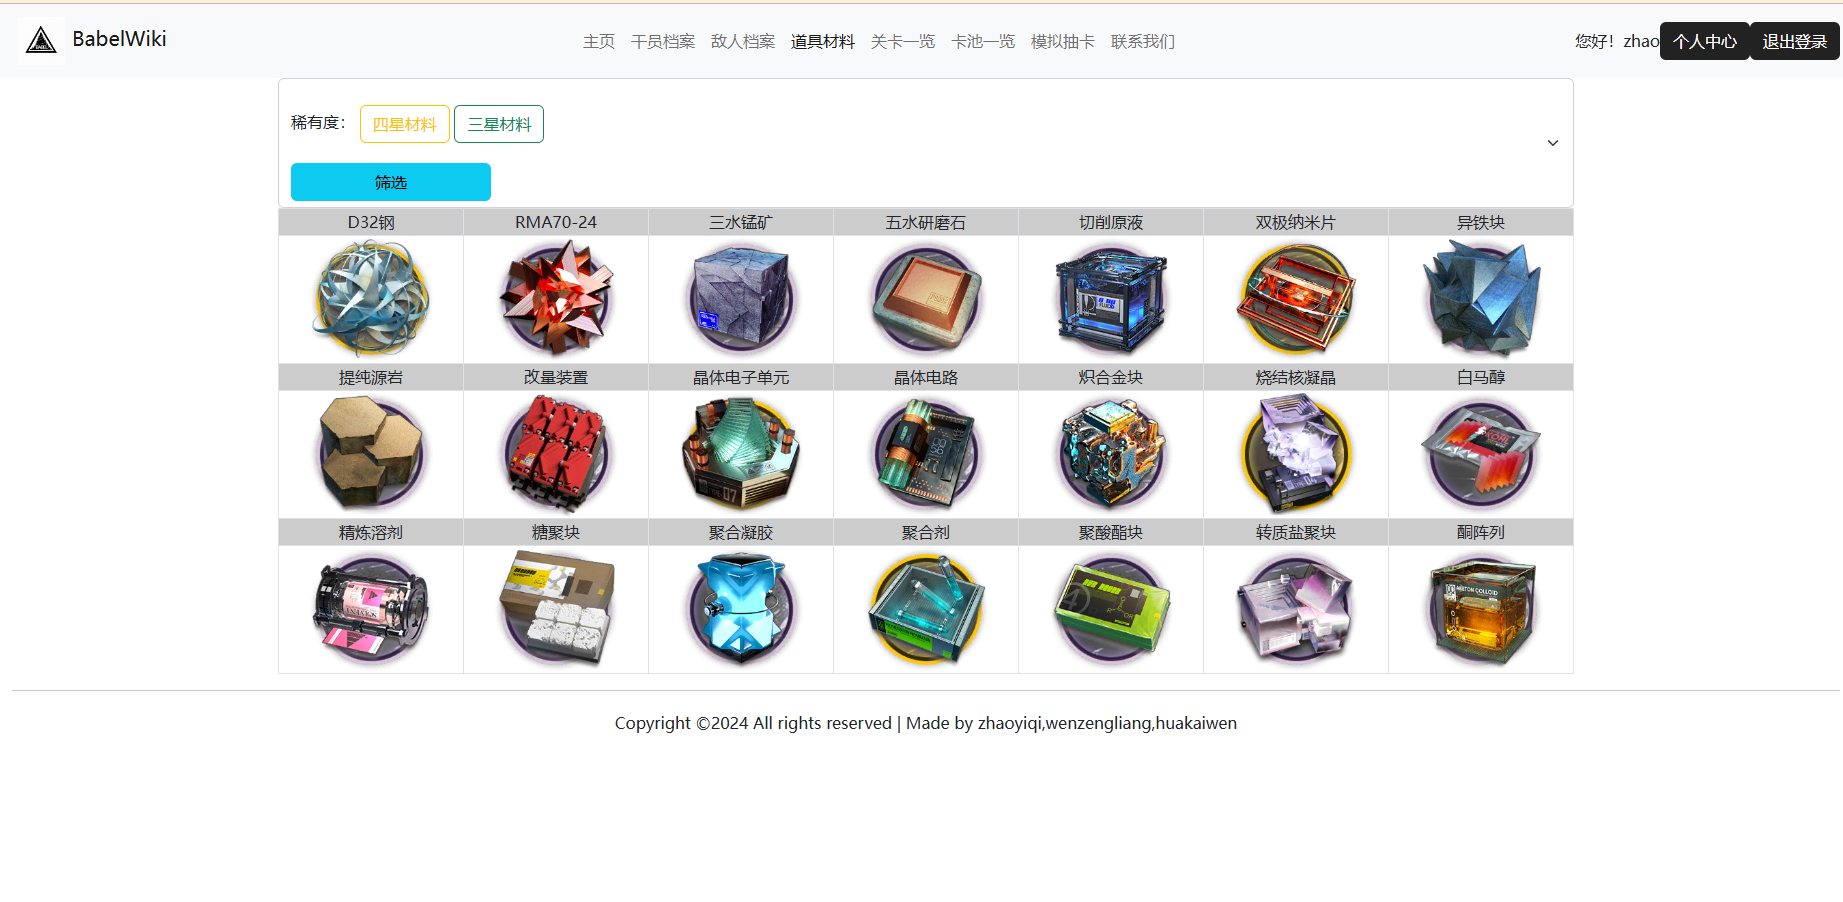 BabelWiki
主页 干员档案 敌人档案 道具材料 关卡一览 卡池一览 模拟抽卡 联系我们
您好！zhao 个人中心 退出登录
稀有度： 四星材料 三星材料
筛选
D32钢 RMA70-24 三水锰矿 五水研磨石 切削原液 双极纳米片 异铁块
提纯源岩 改量装置 晶体电子单元 晶体电路 炽合金块 烧结核凝晶 白马醇
精炼溶剂 糖聚块 聚合凝胶 聚合剂 聚酸酯块 转质盐聚块 酮阵列
Copyright ©2024 All rights reserved | Made by zhaoyiqi,wenzengliang,huakaiwen